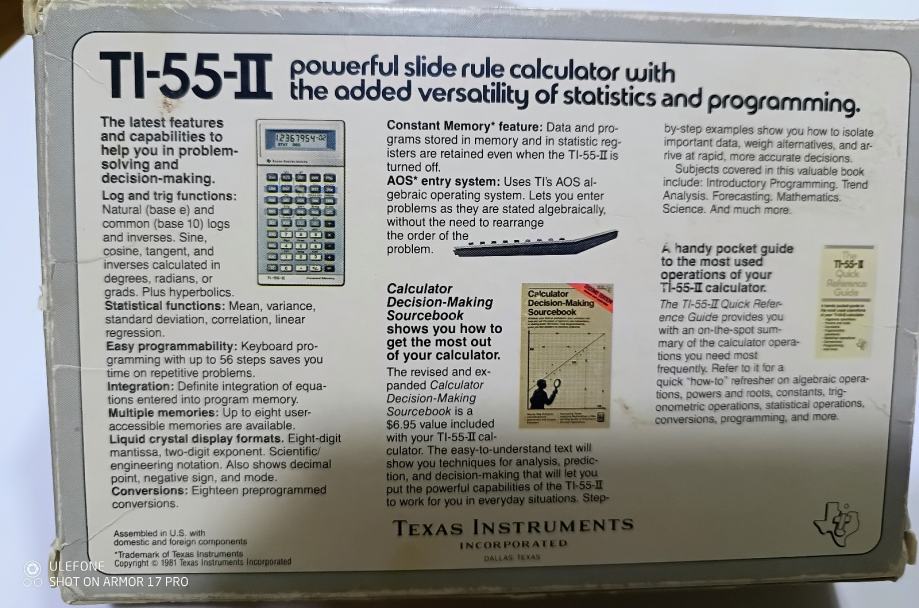 TI-55-II powerful slide rule calculator with
the added versatility of statistics and programming.
The latest features
and capabilities to
help you in problem-
solving and
decision-making.
Log and trig functions:
Natural (base e) and
common (base 10) logs
and inverses. Sine,
cosine, tangent, and
inverses calculated in
degrees, radians, or
grads. Plus hyperbolics.
Statistical functions: Mean, variance,
standard deviation, correlation, linear
regression.
Easy programmability: Keyboard pro-
gramming with up to 56 steps saves you
time on repetitive problems.
Integration: Definite integration of equa-
tions entered into program memory.
Multiple memories: Up to eight user-
accessible memories are available.
Liquid crystal display formats. Eight-digit
mantissa, two-digit exponent. Scientific/
engineering notation. Also shows decimal
point, negative sign, and mode.
Conversions: Eighteen preprogrammed
conversions.
Assembled in U.S. with
domestic and foreign components
*Trademark of Texas Instruments
Copyright © 1981 Texas Instruments Incorporated
Constant Memory* feature: Data and pro-
grams stored in memory and in statistic reg-
isters are retained even when the TI-55-II is
turned off.
AOS* entry system: Uses TI's AOS al-
gebraic operating system. Lets you enter
problems as they are stated algebraically,
without the need to rearrange
the order of the
problem.
Calculator
Decision-Making
Sourcebook
shows you how to
get the most out
of your calculator.
The revised and ex-
panded Calculator
Decision-Making
Sourcebook is a
$6.95 value included
with your TI-55-II cal-
culator. The easy-to-understand text will
show you techniques for analysis, predic-
tion, and decision-making that will let you
put the powerful capabilities of the TI-55-II
to work for you in everyday situations. Step-
Calculator
Decision-Making
Sourcebook
by-step examples show you how to isolate
important data, weigh alternatives, and ar-
rive at rapid, more accurate decisions.
Subjects covered in this valuable book
include: Introductory Programming. Trend
Analysis. Forecasting. Mathematics.
Science. And much more.
A handy pocket guide
to the most used
operations of your
TI-55-II calculator.
The TI-55-II Quick Refer-
ence Guide provides you
with an on-the-spot sum-
mary of the calculator opera-
tions you need most
frequently. Refer to it for a
quick "how-to" refresher on algebraic opera-
tions, powers and roots, constants, trig-
onometric operations, statistical operations,
conversions, programming, and more.
The
TI-55-II
Quick
Reference
Guide
TEXAS INSTRUMENTS
INCORPORATED
DALLAS, TEXAS
ULEFONE
SHOT ON ARMOR 17 PRO